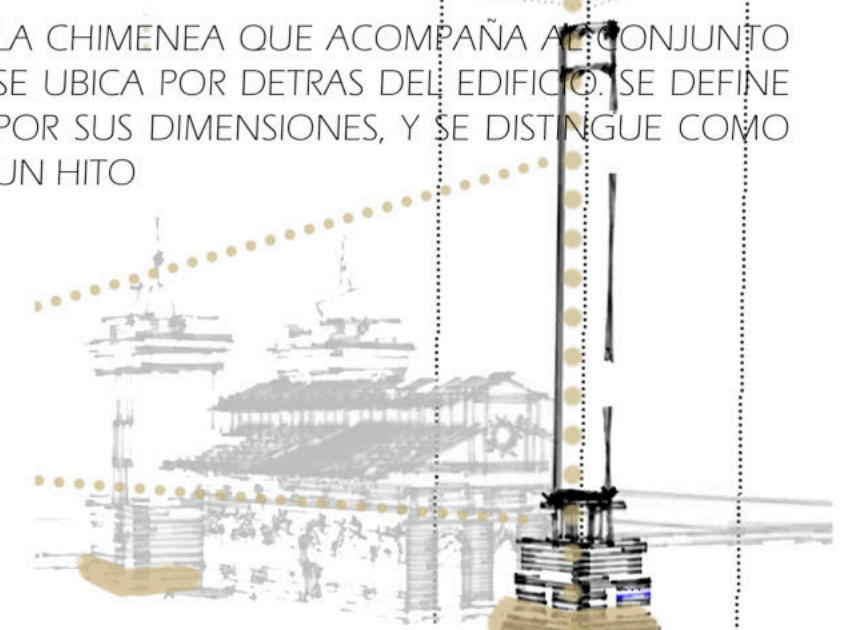 LA CHIMENEA QUE ACOMPAÑA AL CONJUNTO
SE UBICA POR DETRAS DEL EDIFICIO. SE DEFINE
POR SUS DIMENSIONES, Y SE DISTINGUE COMO
UN HITO